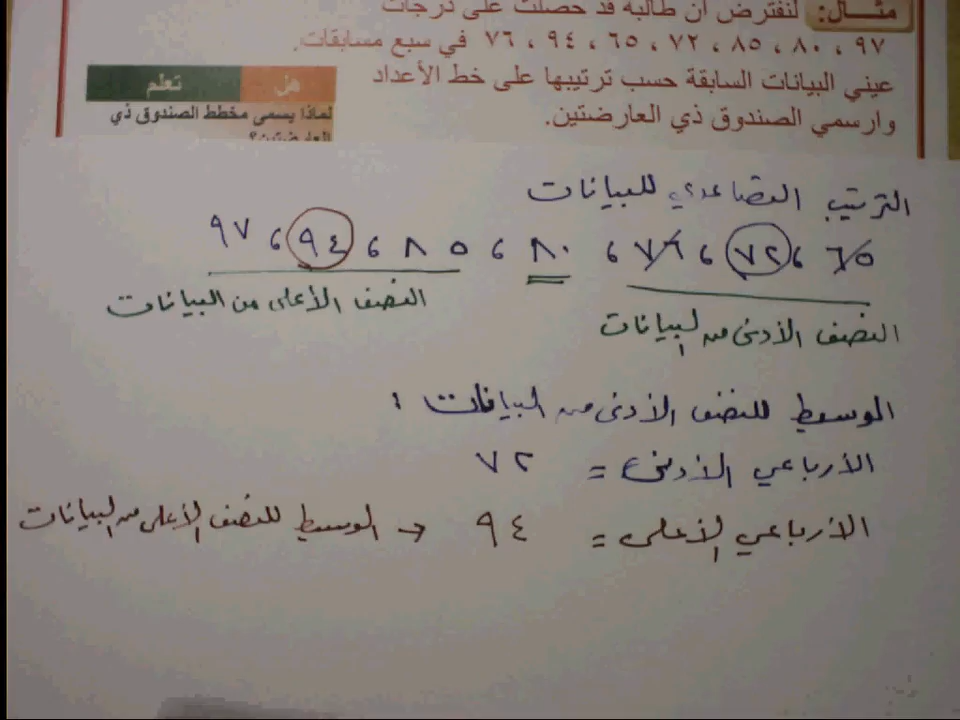 مثـــال: لنفترض أن طالبة قد حصلت على درجات
٩٧ ، ٨٠ ، ٨٥ ، ٧٢ ، ٦٥ ، ٩٤ ، ٧٦ في سبع مسابقات.
عيني البيانات السابقة حسب ترتيبها على خط الأعداد
وارسمي الصندوق ذي العارضتين.
هل تعلم
لماذا يسمى مخطط الصندوق ذي
العارضتين؟
الترتيب التصاعدي للبيانات
٦٥ ، ٧٢ ، ٧٦ ، ٨٠ ، ٨٥ ، ٩٤ ، ٩٧
النصف الأدنى من البيانات
النصف الأعلى من البيانات
الوسيط للنصف الأدنى من البيانات :
الأرباعي الأدنى = ٧٢
الأرباعي الأعلى = ٩٤ → الوسيط للنصف الأعلى من البيانات